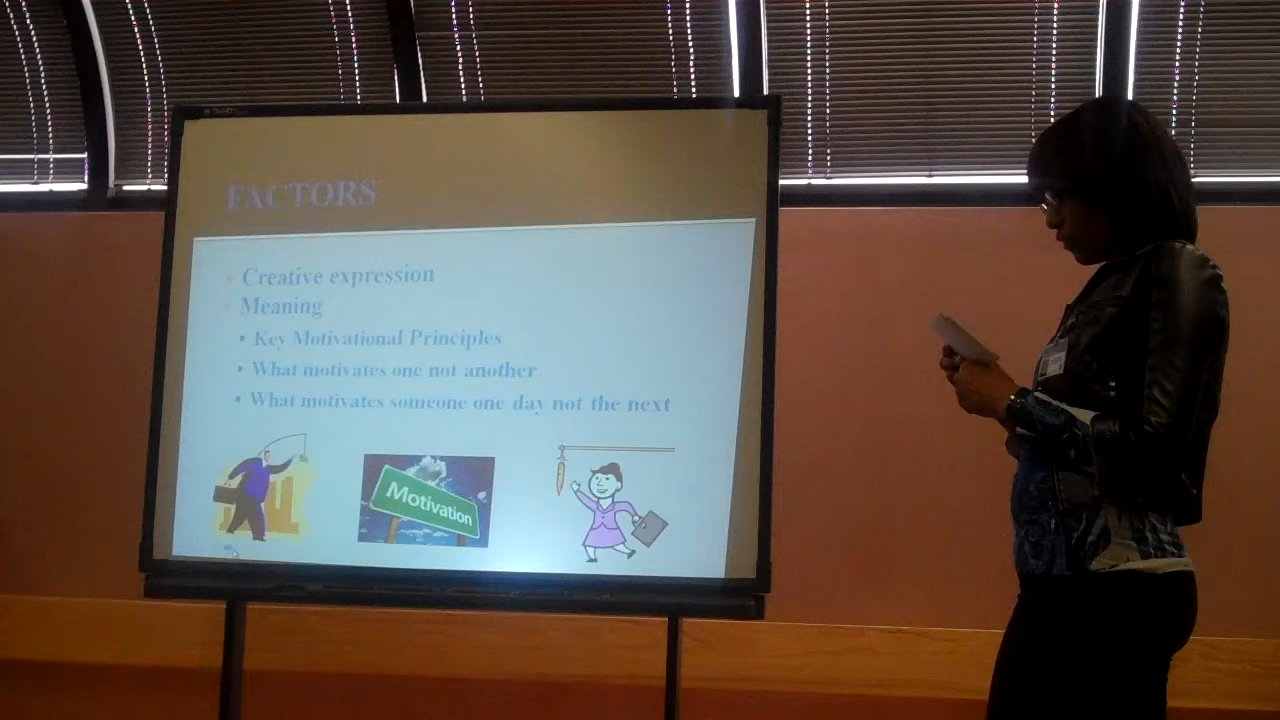 FACTORS
Creative expression
Meaning
Key Motivational Principles
What motivates one not another
What motivates someone one day not the next
Motivation